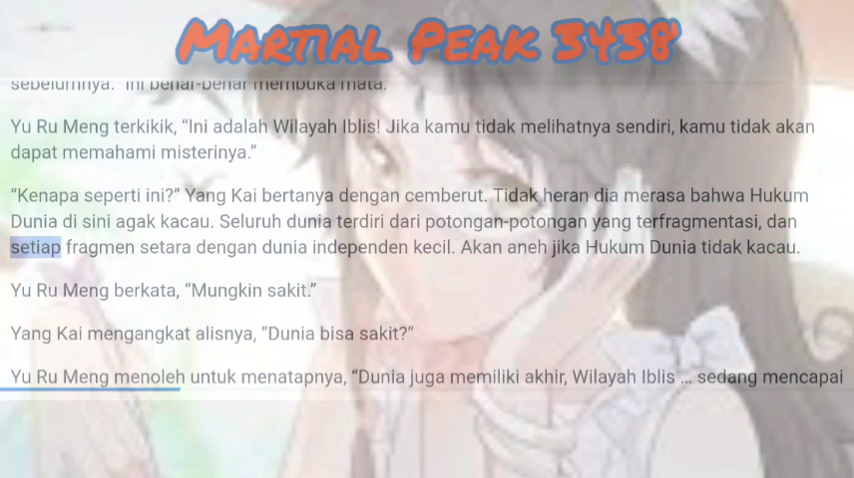 MARTIAL PEAK 3438
sebelumnya. "Ini benar-benar membuka mata."
Yu Ru Meng terkikik, “Ini adalah Wilayah Iblis! Jika kamu tidak melihatnya sendiri, kamu tidak akan
dapat memahami misterinya.”
“Kenapa seperti ini?” Yang Kai bertanya dengan cemberut. Tidak heran dia merasa bahwa Hukum
Dunia di sini agak kacau. Seluruh dunia terdiri dari potongan-potongan yang terfragmentasi, dan
setiap fragmen setara dengan dunia independen kecil. Akan aneh jika Hukum Dunia tidak kacau.
Yu Ru Meng berkata, “Mungkin sakit.”
Yang Kai mengangkat alisnya, “Dunia bisa sakit?”
Yu Ru Meng menoleh untuk menatapnya, “Dunia juga memiliki akhir, Wilayah Iblis ... sedang mencapai